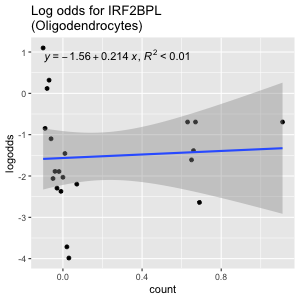 Log odds for IRF2BPL
(Oligodendrocytes)
y = −1.56 + 0.214 x, R² < 0.01
1
0
-1
-2
-3
-4
logodds
0.0 0.4 0.8
count